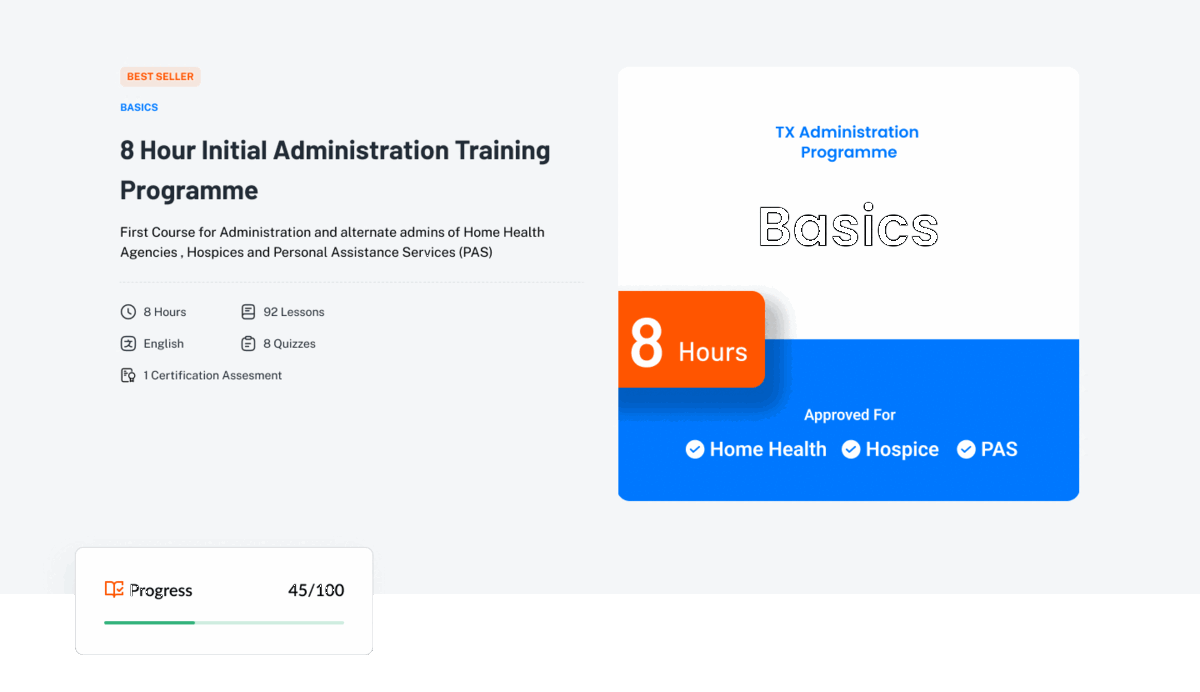 BEST SELLER
BASICS
8 Hour Initial Administration Training
Programme
First Course for Administration and alternate admins of Home Health
Agencies , Hospices and Personal Assistance Services (PAS)
8 Hours
92 Lessons
English
8 Quizzes
1 Certification Assesment
TX Administration
Programme
Basics
8 Hours
Approved For
Home Health
Hospice
PAS
Progress
45/100